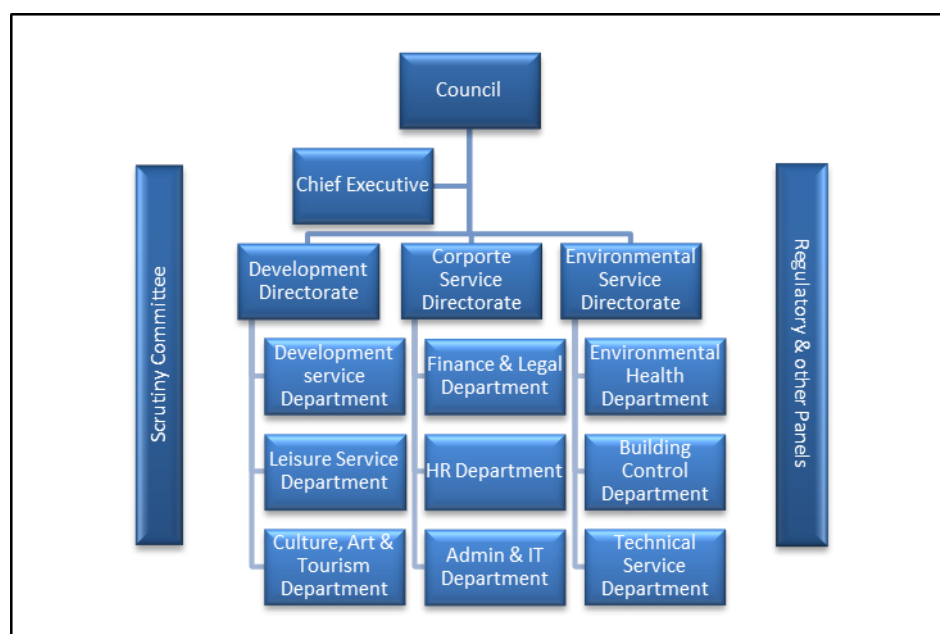 Council
Chief Executive
Scrutiny Committee
Regulatory & other Panels
Development
Directorate
Corporte
Service
Directorate
Environmental
Service
Directorate
Development
service
Department
Finance & Legal
Department
Environmental
Health
Department
Leisure Service
Department
HR Department
Building
Control
Department
Culture, Art &
Tourism
Department
Admin & IT
Department
Technical
Service
Department